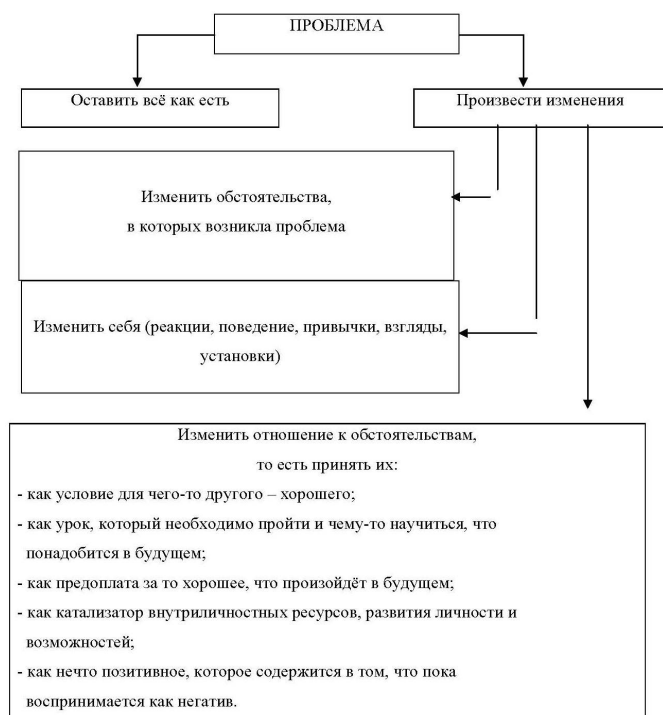 ПРОБЛЕМА
Оставить всё как есть
Произвести изменения
Изменить обстоятельства,
в которых возникла проблема
Изменить себя (реакции, поведение, привычки, взгляды,
установки)
Изменить отношение к обстоятельствам,
то есть принять их:
- как условие для чего-то другого – хорошего;
- как урок, который необходимо пройти и чему-то научиться, что
понадобится в будущем;
- как предоплата за то хорошее, что произойдёт в будущем;
- как катализатор внутриличностных ресурсов, развития личности и
возможностей;
- как нечто позитивное, которое содержится в том, что пока
воспринимается как негатив.